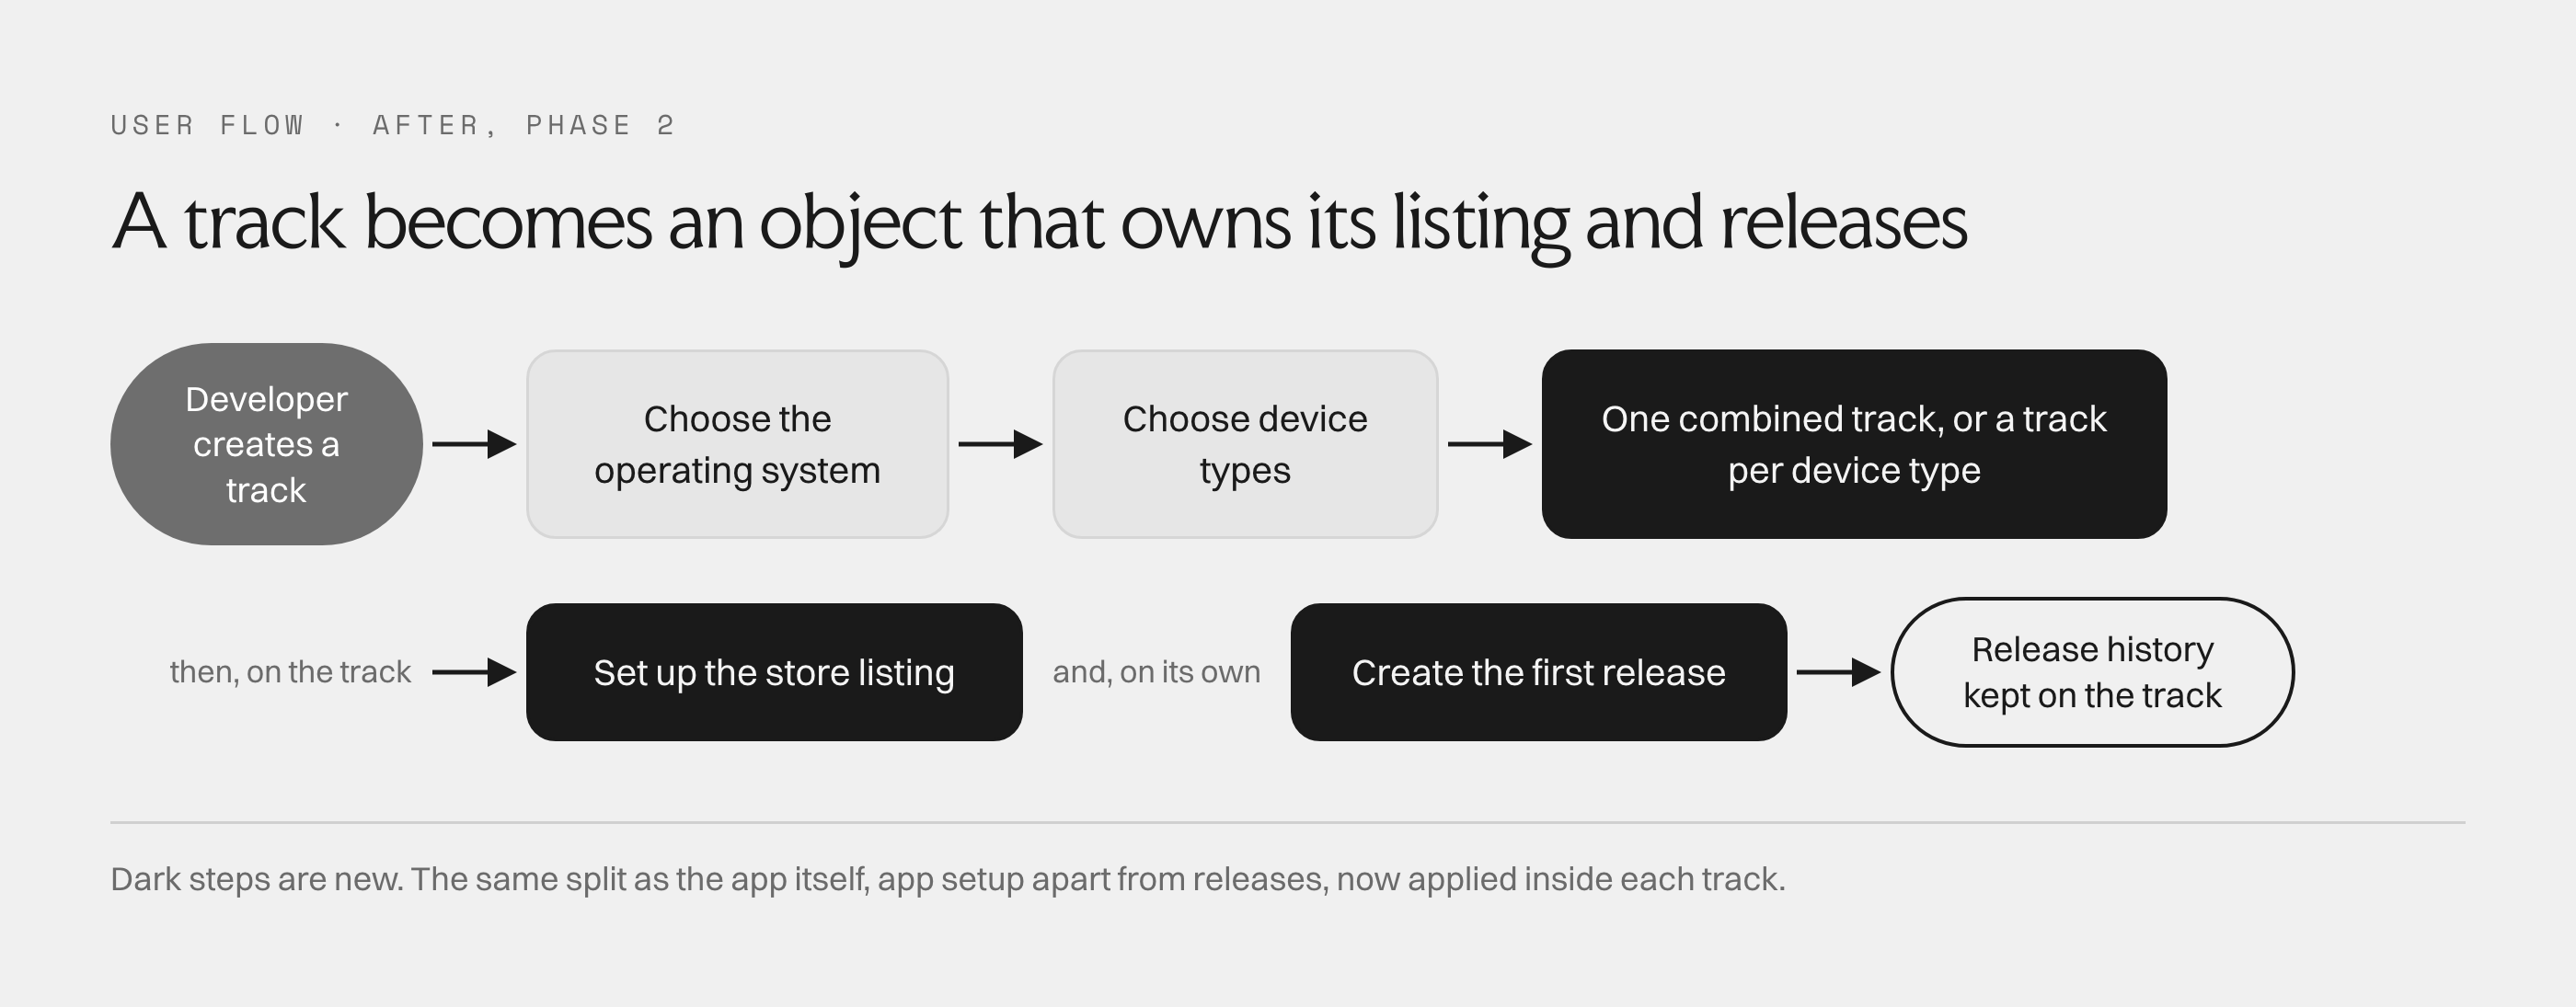 USER FLOW · AFTER, PHASE 2
A track becomes an object that owns its listing and releases
Developer
creates a
track
Choose the
operating system
Choose device
types
One combined track, or a track
per device type
then, on the track
Set up the store listing
and, on its own
Create the first release
Release history
kept on the track
Dark steps are new. The same split as the app itself, app setup apart from releases, now applied inside each track.